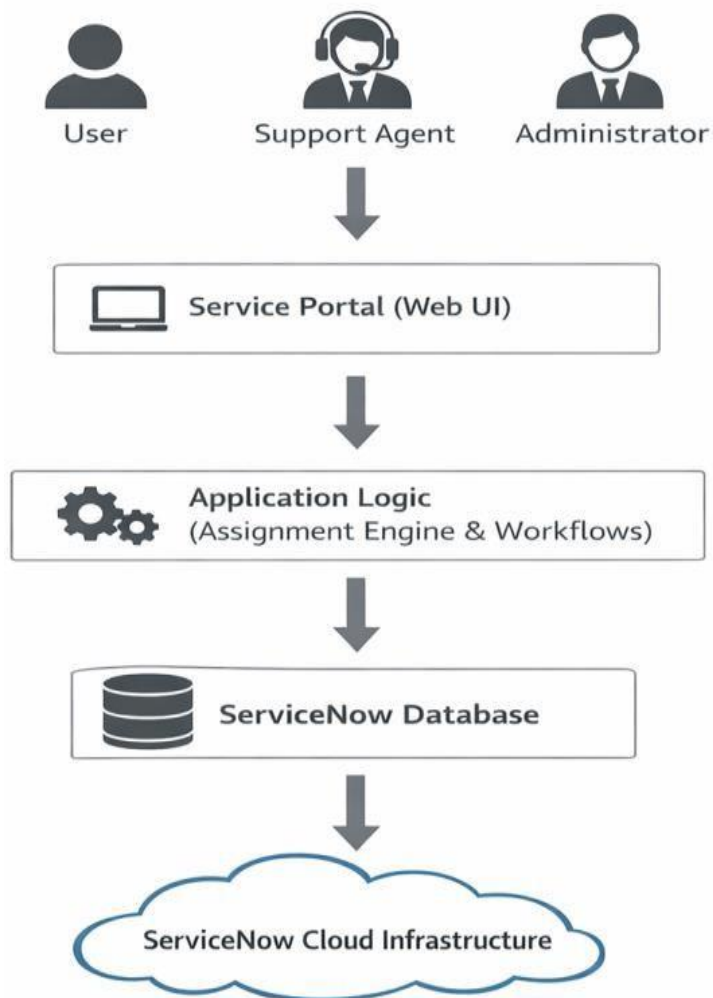 User
Support Agent
Administrator
Service Portal (Web UI)
Application Logic
(Assignment Engine & Workflows)
ServiceNow Database
ServiceNow Cloud Infrastructure